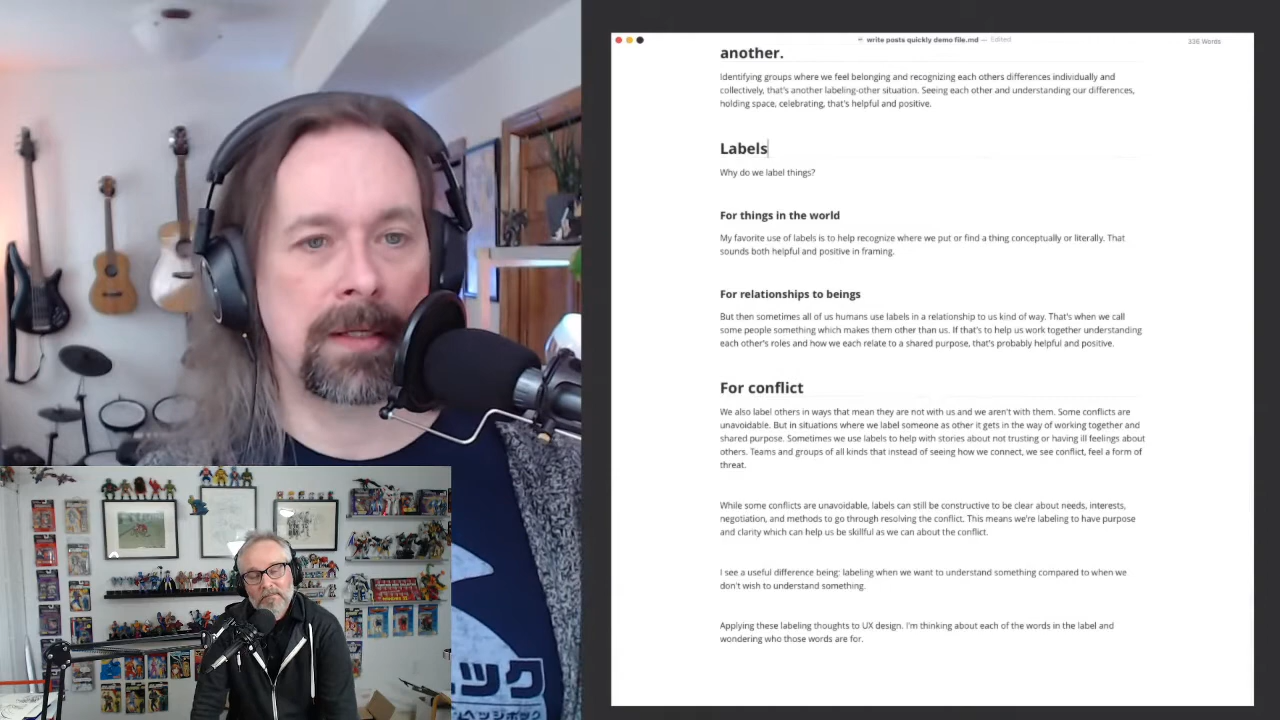 write posts quickly demo file.md — Edited
336 Words
another.
Identifying groups where we feel belonging and recognizing each others differences individually and
collectively, that's another labeling-other situation. Seeing each other and understanding our differences,
holding space, celebrating, that's helpful and positive.
Labels
Why do we label things?
For things in the world
My favorite use of labels is to help recognize where we put or find a thing conceptually or literally. That
sounds both helpful and positive in framing.
For relationships to beings
But then sometimes all of us humans use labels in a relationship to us kind of way. That's when we call
some people something which makes them other than us. If that's to help us work together understanding
each other's roles and how we each relate to a shared purpose, that's probably helpful and positive.
For conflict
We also label others in ways that mean they are not with us and we aren't with them. Some conflicts are
unavoidable. But in situations where we label someone as other it gets in the way of working together and
shared purpose. Sometimes we use labels to help with stories about not trusting or having ill feelings about
others. Teams and groups of all kinds that instead of seeing how we connect, we see conflict, feel a form of
threat.
While some conflicts are unavoidable, labels can still be constructive to be clear about needs, interests,
negotiation, and methods to go through resolving the conflict. This means we're labeling to have purpose
and clarity which can help us be skillful as we can about the conflict.
I see a useful difference being: labeling when we want to understand something compared to when we
don't wish to understand something.
Applying these labeling thoughts to UX design. I'm thinking about each of the words in the label and
wondering who those words are for.
ック